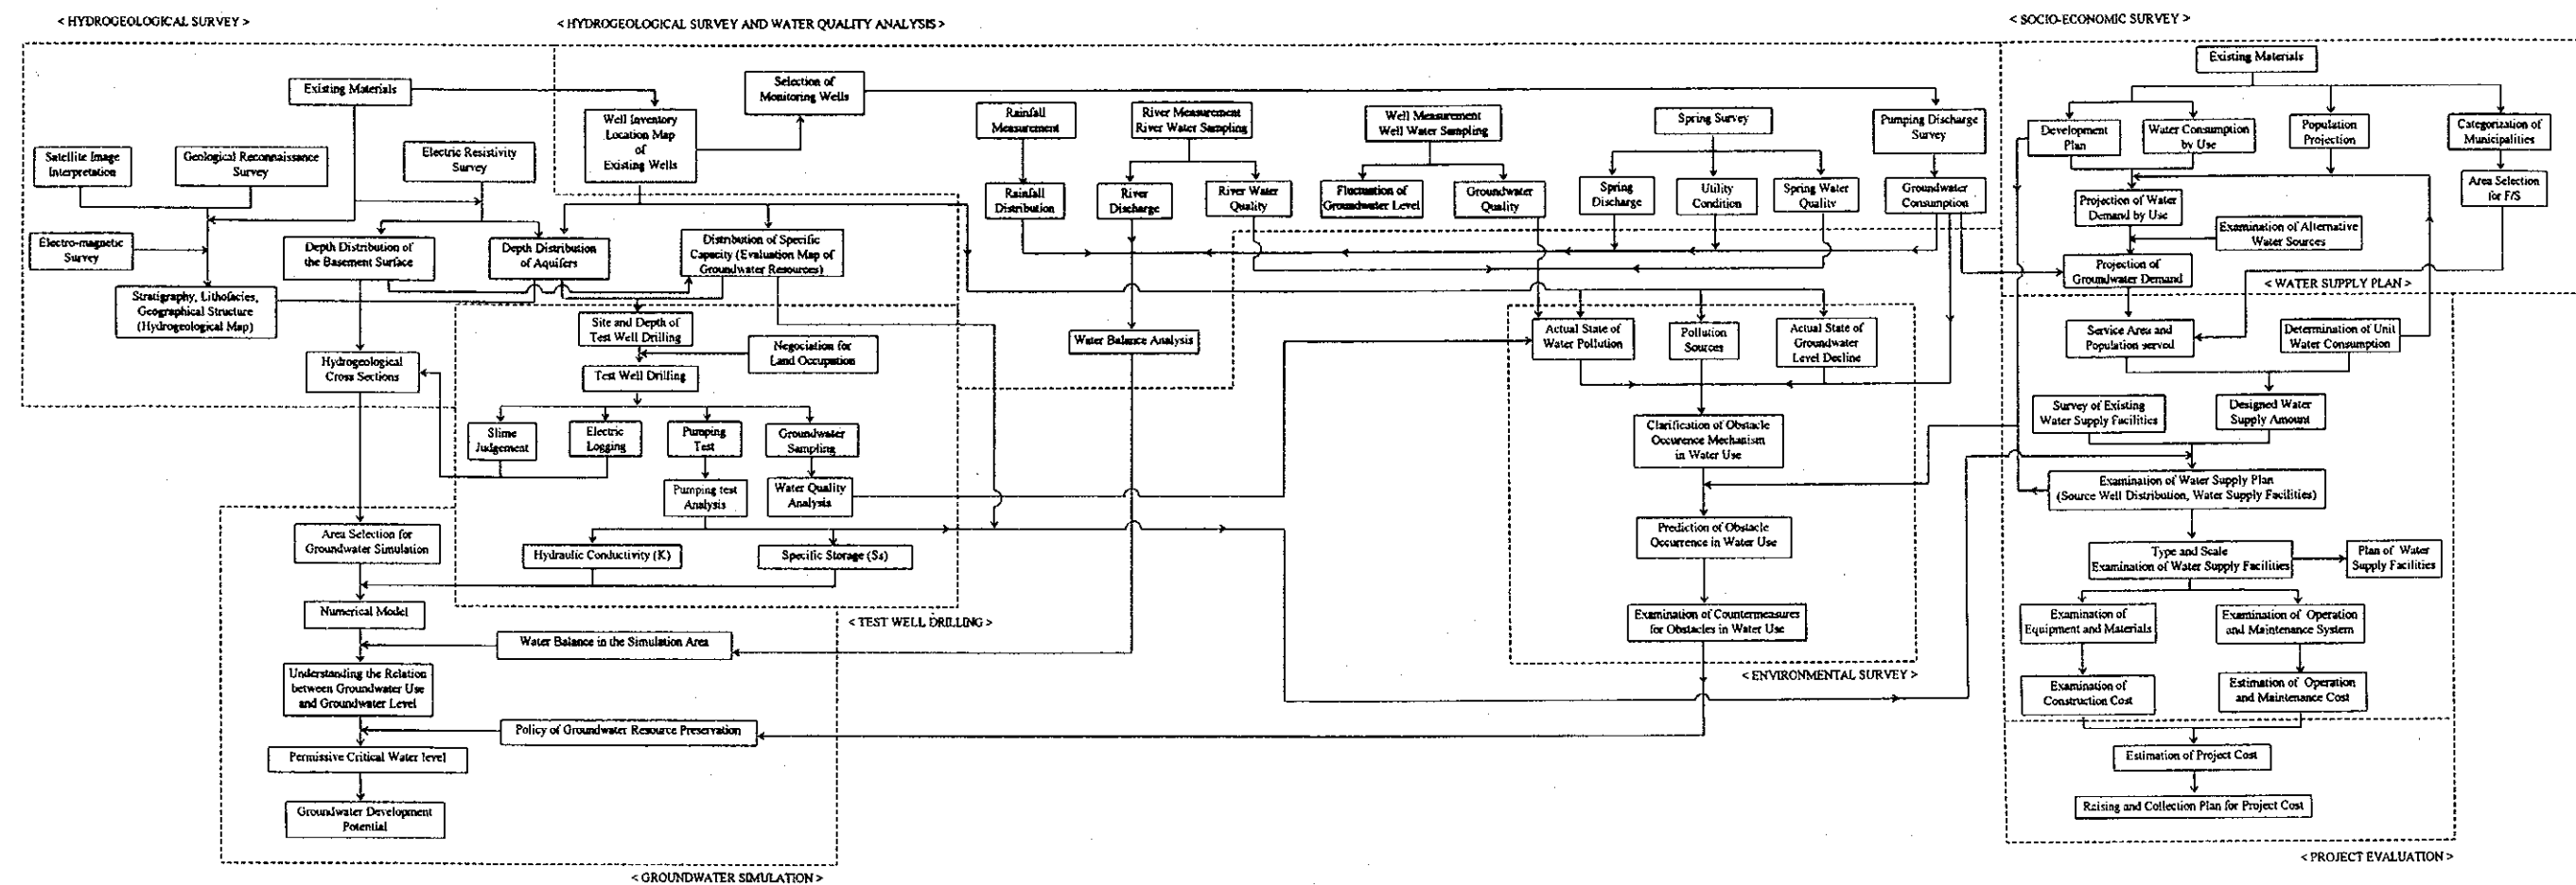 < HYDROGEOLOGICAL SURVEY >
< HYDROGEOLOGICAL SURVEY AND WATER QUALITY ANALYSIS >
< SOCIO-ECONOMIC SURVEY >
Existing Materials
Satellite Image
Interpretation
Geological Reconnaissance
Survey
Electric Resistivity
Survey
Electro-magnetic
Survey
Depth Distribution of
the Basement Surface
Depth Distribution
of Aquifers
Distribution of Specific
Capacity (Evaluation Map of
Groundwater Resources)
Stratigraphy, Lithofacies,
Geographical Structure
(Hydrogeological Map)
Hydrogeological
Cross Sections
Well Inventory
Location Map
of
Existing Wells
Selection of
Monitoring Wells
Rainfall
Measurement
River Measurement
River Water Sampling
Well Measurement
Well Water Sampling
Spring Survey
Pumping Discharge
Survey
Rainfall
Distribution
River
Discharge
River Water
Quality
Fluctuation of
Groundwater Level
Groundwater
Quality
Spring
Discharge
Utility
Condition
Spring Water
Quality
Groundwater
Consumption
Water Balance Analysis
Site and Depth of
Test Well Drilling
Negociation for
Land Occupation
Test Well Drilling
Slime
Judgement
Electric
Logging
Pumping
Test
Groundwater
Sampling
Pumping test
Analysis
Water Quality
Analysis
Hydraulic Conductivity (K)
Specific Storage (Ss)
< TEST WELL DRILLING >
Area Selection for
Groundwater Simulation
Numerical Model
Water Balance in the Simulation Area
Understanding the Relation
between Groundwater Use
and Groundwater Level
Policy of Groundwater Resource Preservation
Permissive Critical Water level
Groundwater Development
Potential
< GROUNDWATER SIMULATION >
Actual State of
Water Pollution
Pollution
Sources
Actual State of
Groundwater
Level Decline
Clarification of Obstacle
Occurence Mechanism
in Water Use
Prediction of Obstacle
Occurrence in Water Use
Examination of Countermeasures
for Obstacles in Water Use
< ENVIRONMENTAL SURVEY >
Existing Materials
Development
Plan
Water Consumption
by Use
Population
Projection
Categorization of
Municipalities
Projection of Water
Demand by Use
Area Selection
for F/S
Examination of Alternative
Water Sources
Projection of
Groundwater Demand
< WATER SUPPLY PLAN >
Service Area and
Population served
Determination of Unit
Water Consumption
Survey of Existing
Water Supply Facilities
Designed Water
Supply Amount
Examination of Water Supply Plan
(Source Well Distribution, Water Supply Facilities)
Type and Scale
Examination of Water Supply Facilities
Plan of Water
Supply Facilities
Examination of
Equipment and Materials
Examination of Operation
and Maintenance System
Examination of
Construction Cost
Estimation of Operation
and Maintenance Cost
Estimation of Project Cost
Raising and Collection Plan for Project Cost
< PROJECT EVALUATION >